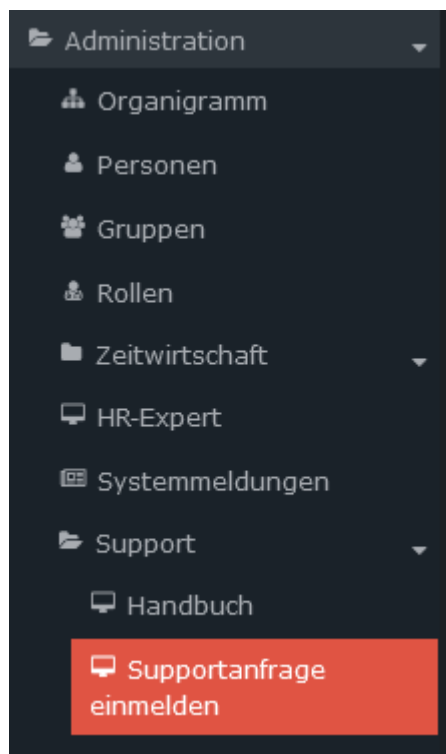 Administration
Organigramm
Personen
Gruppen
Rollen
Zeitwirtschaft
HR-Expert
Systemmeldungen
Support
Handbuch
Supportanfrage
einmelden